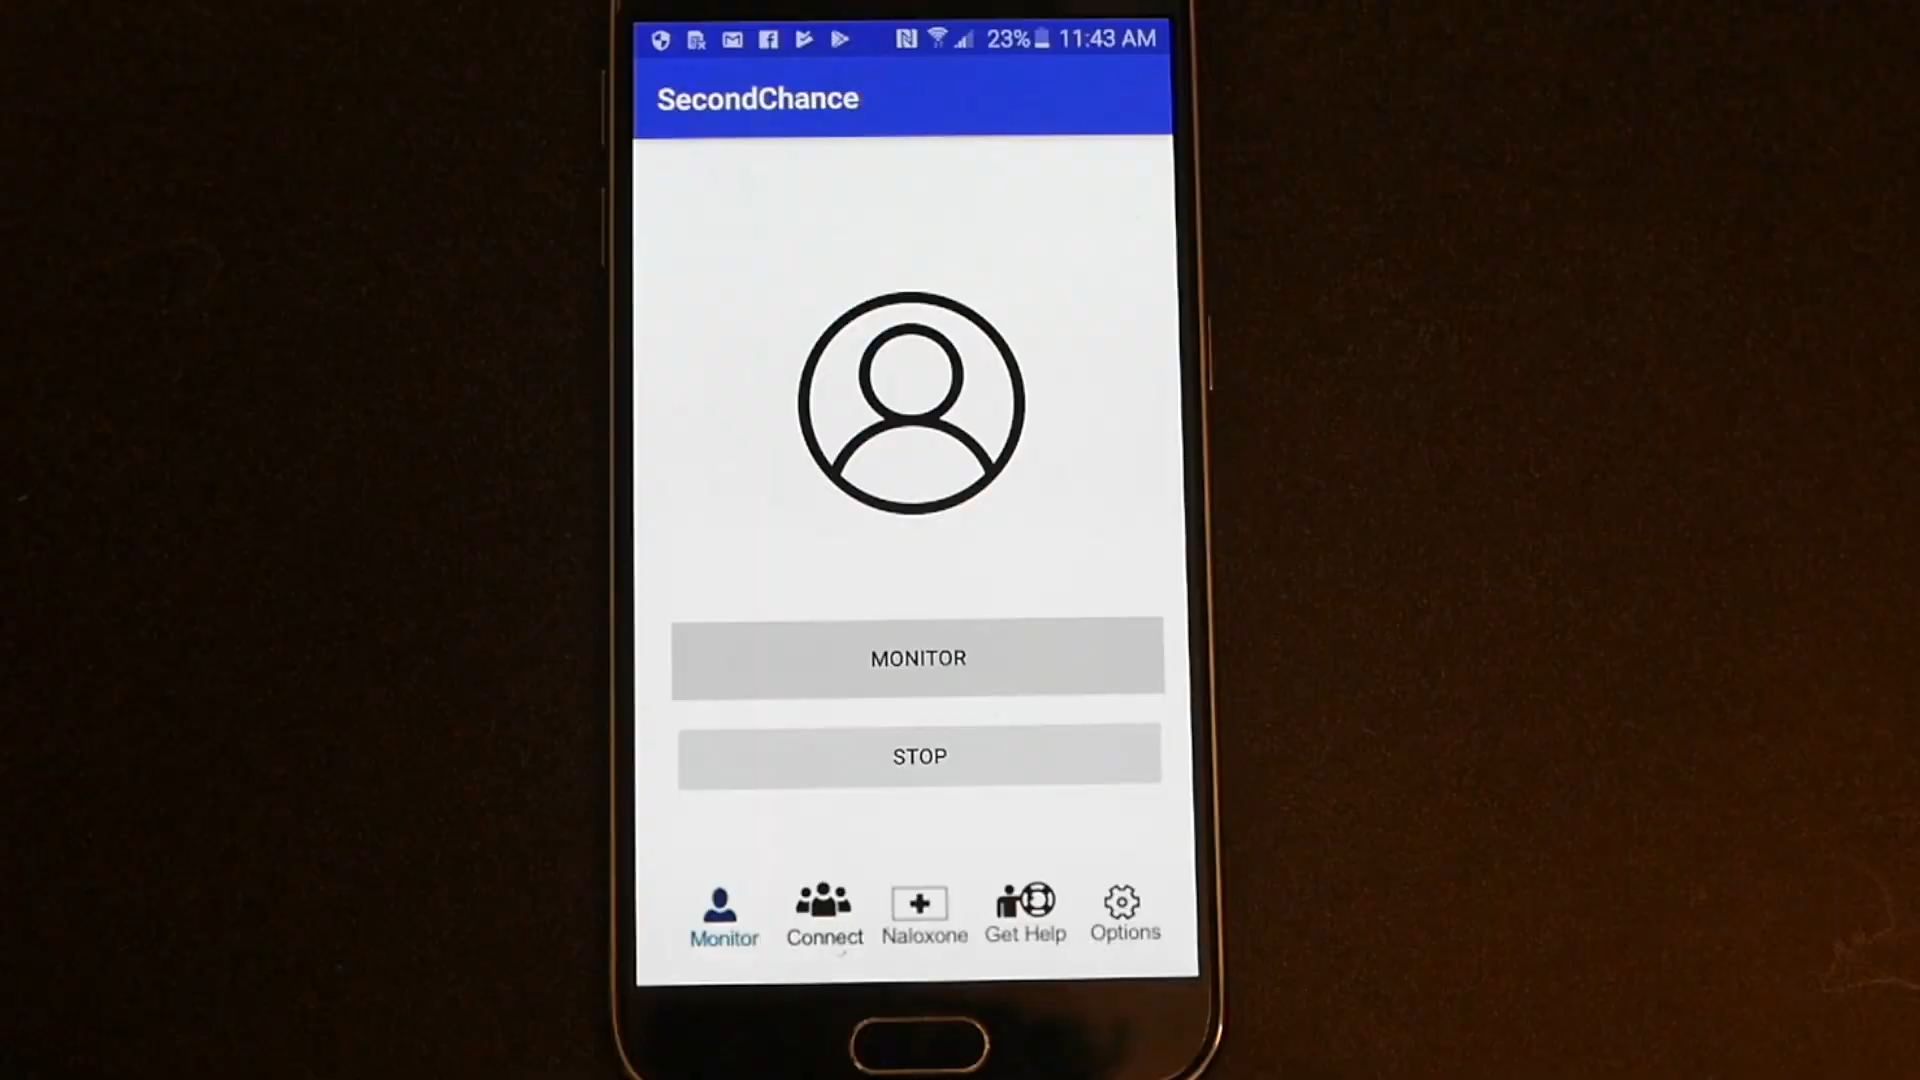 23% 11:43 AM
SecondChance
MONITOR
STOP
Monitor Connect Naloxone Get Help Options